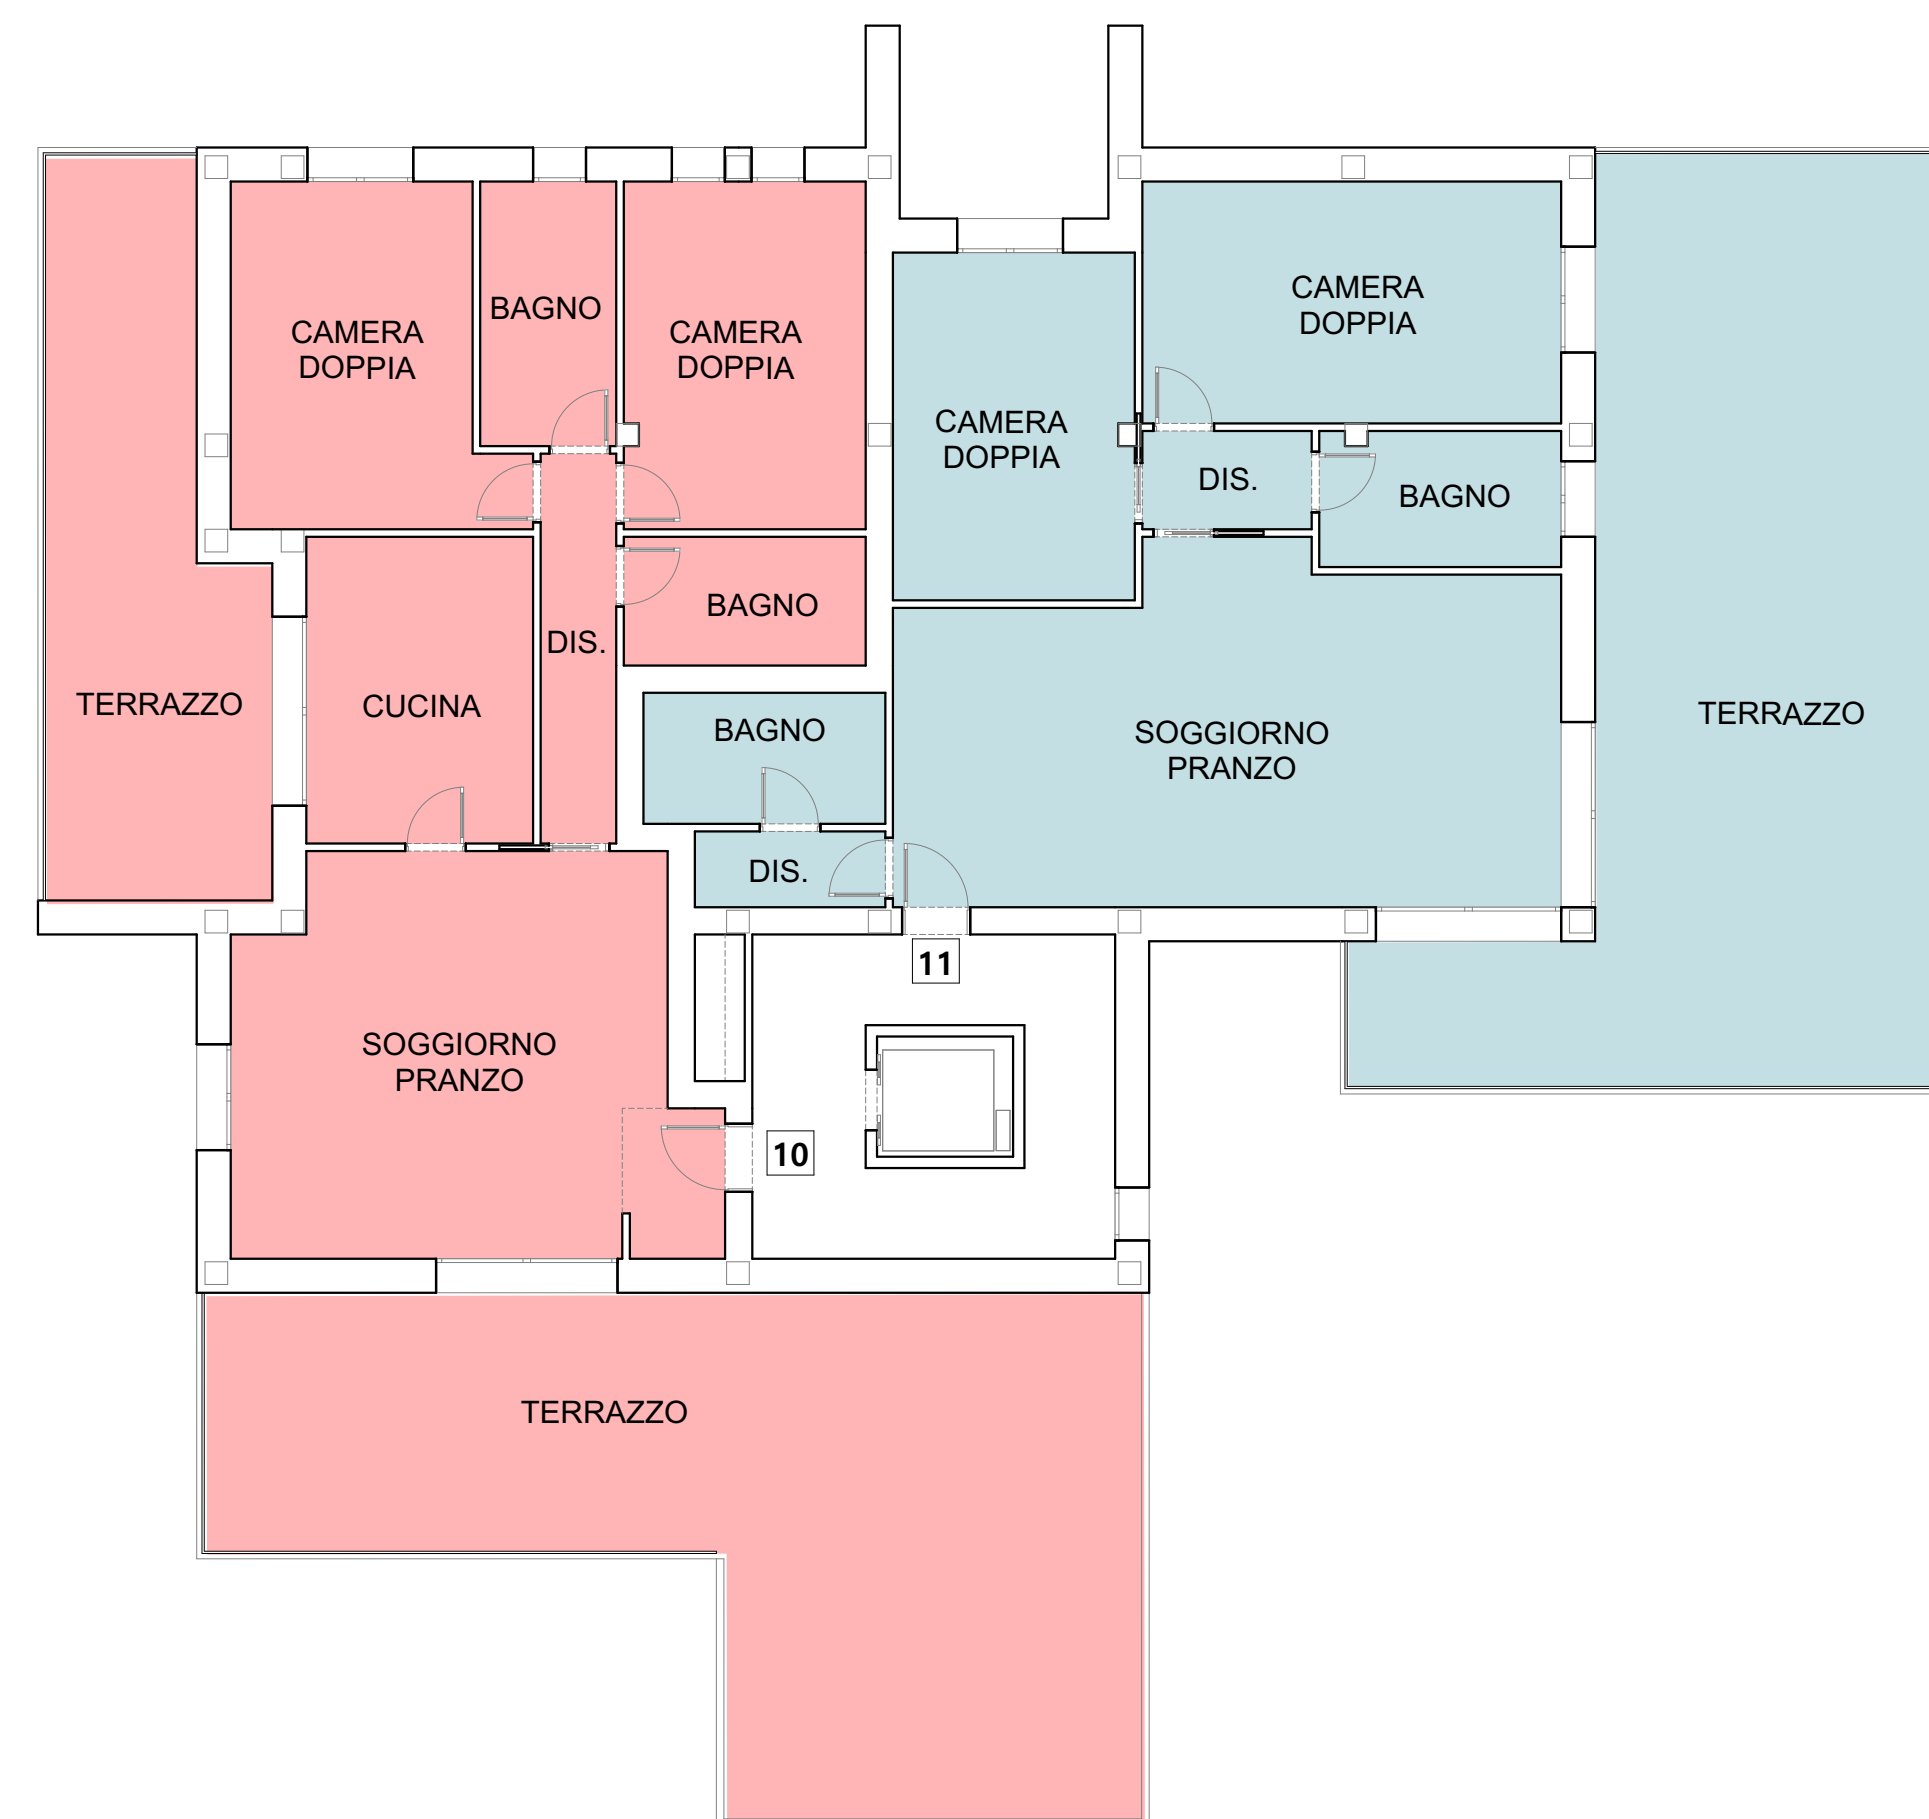 CAMERA
DOPPIA
BAGNO
CAMERA
DOPPIA
CAMERA
DOPPIA
CAMERA
DOPPIA
DIS.
BAGNO
BAGNO
DIS.
TERRAZZO
CUCINA
BAGNO
SOGGIORNO
PRANZO
TERRAZZO
DIS.
11
SOGGIORNO
PRANZO
10
TERRAZZO